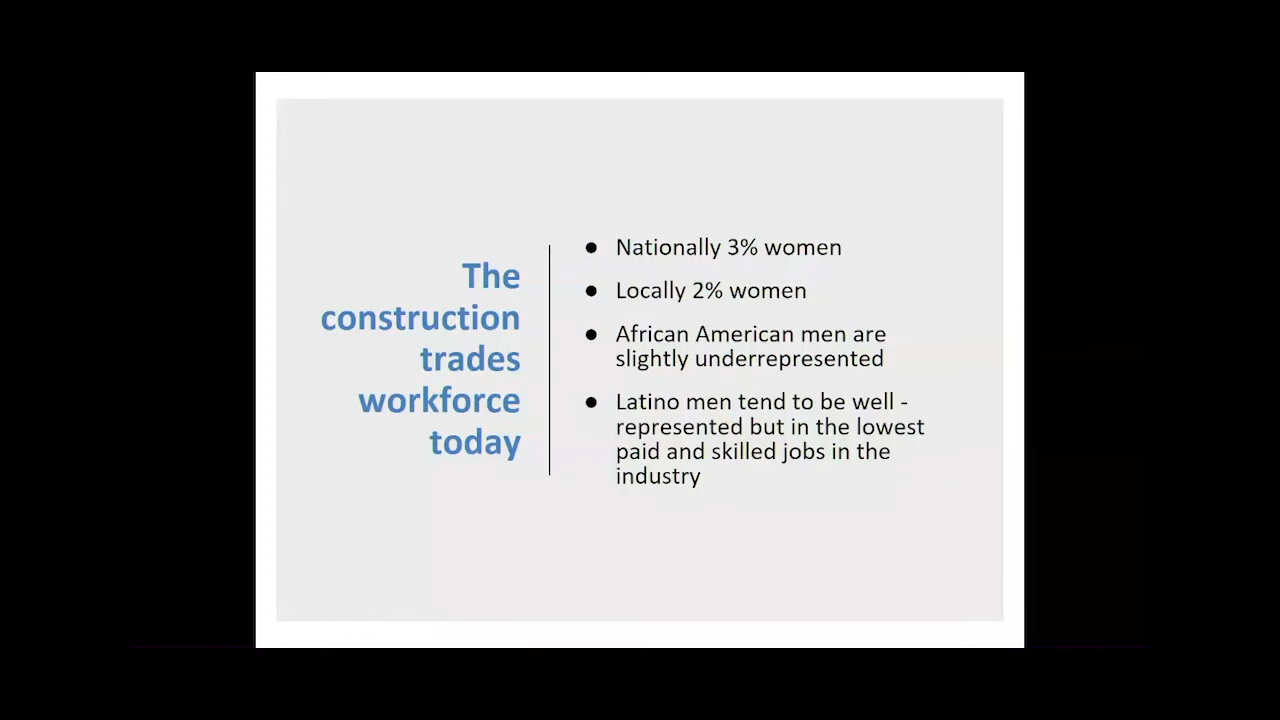 The
construction
trades
workforce
today
● Nationally 3% women
● Locally 2% women
● African American men are
slightly underrepresented
● Latino men tend to be well -
represented but in the lowest
paid and skilled jobs in the
industry